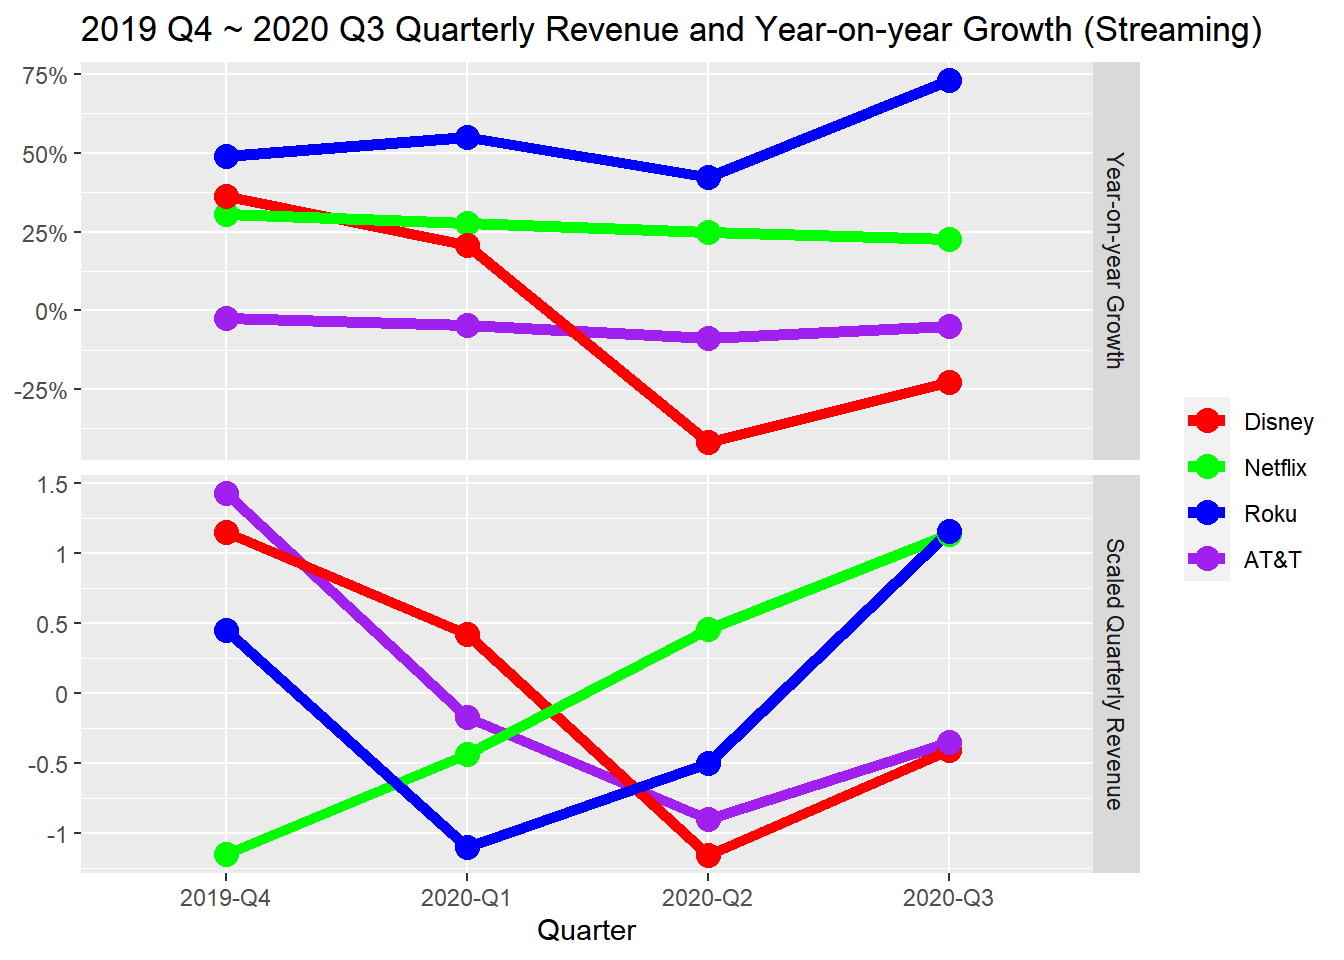 2019 Q4 ~ 2020 Q3 Quarterly Revenue and Year-on-year Growth (Streaming)
75%
50%
25%
0%
-25%
Year-on-year Growth
1.5
1
0.5
0
-0.5
-1
Scaled Quarterly Revenue
2019-Q4
2020-Q1
2020-Q2
2020-Q3
Quarter
Disney
Netflix
Roku
AT&T